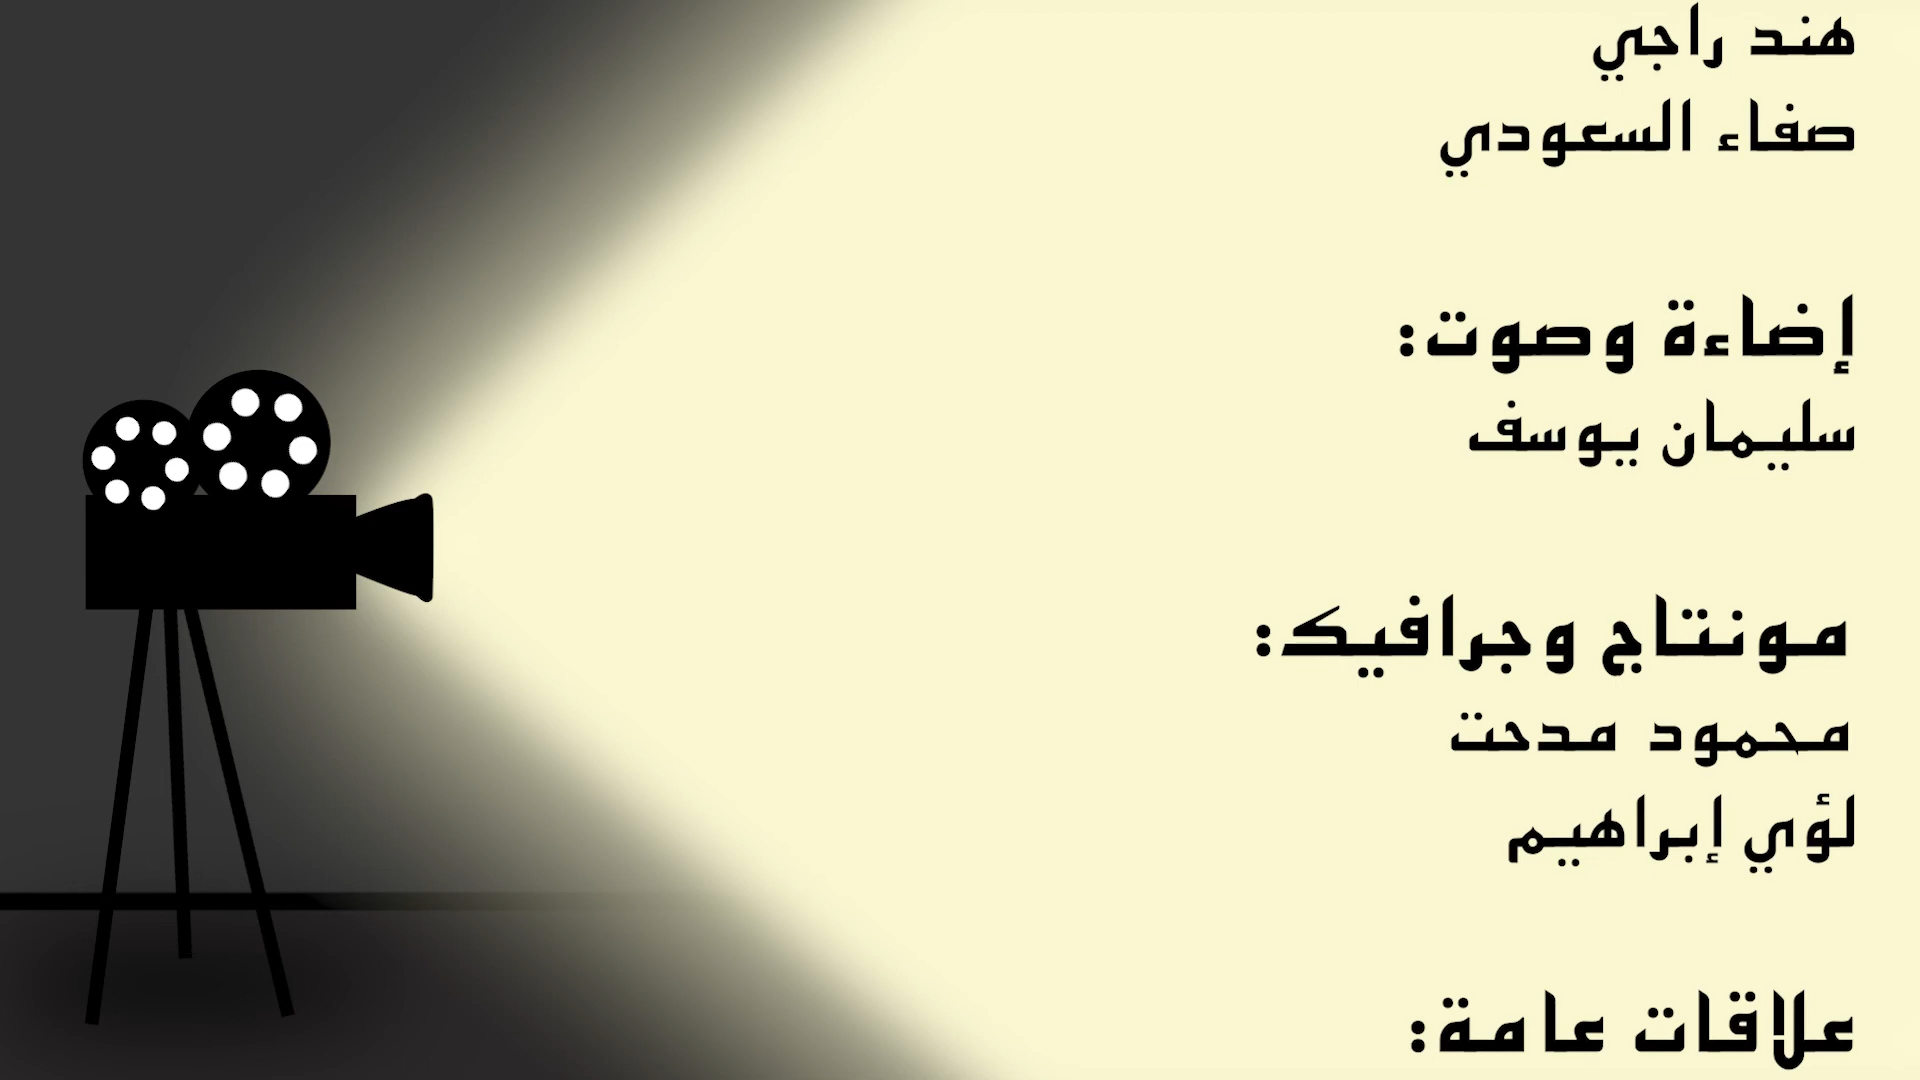 هند راجي
صفاء السعودي
إضاءة وصوت:
سليمان يوسف
مونتاج وجرافيك:
محمود مدحت
لؤي إبراهيم
علاقات عامة: